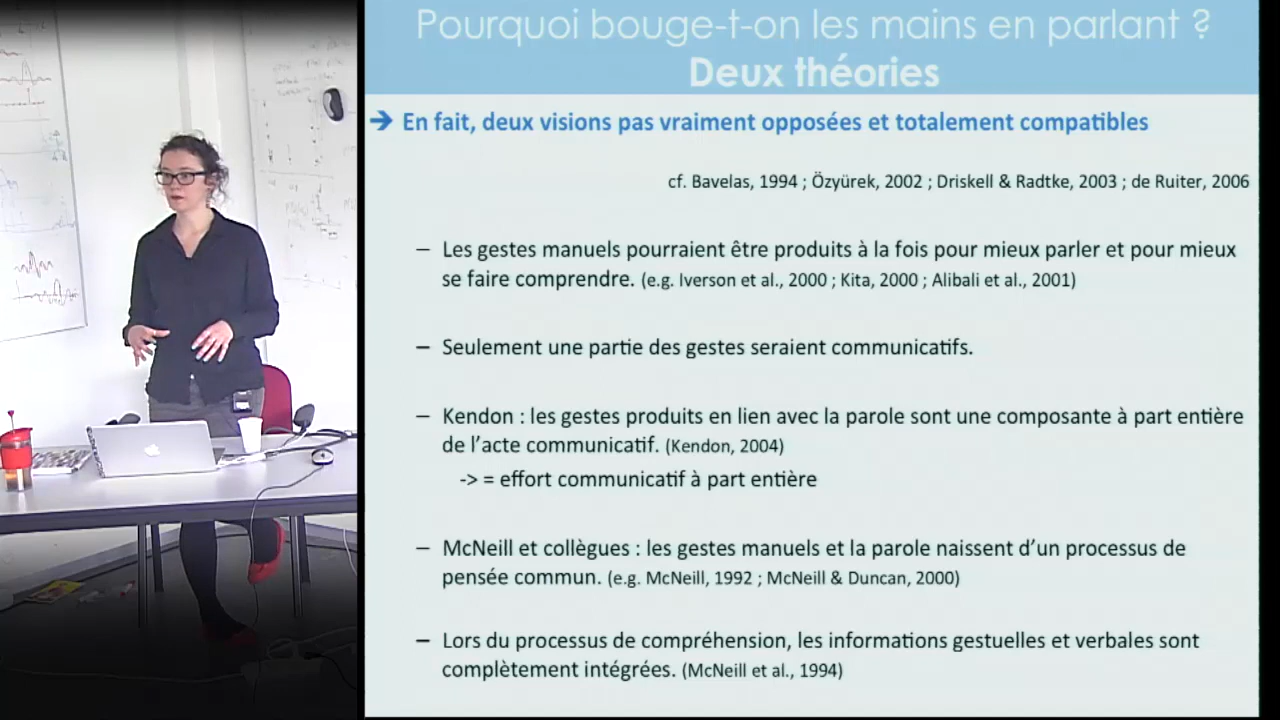 Pourquoi bouge-t-on les mains en parlant ?
Deux théories
➔ En fait, deux visions pas vraiment opposées et totalement compatibles
cf. Bavelas, 1994 ; Özyürek, 2002 ; Driskell & Radtke, 2003 ; de Ruiter, 2006
– Les gestes manuels pourraient être produits à la fois pour mieux parler et pour mieux
se faire comprendre. (e.g. Iverson et al., 2000 ; Kita, 2000 ; Alibali et al., 2001)
– Seulement une partie des gestes seraient communicatifs.
– Kendon : les gestes produits en lien avec la parole sont une composante à part entière
de l’acte communicatif. (Kendon, 2004)
-> = effort communicatif à part entière
– McNeill et collègues : les gestes manuels et la parole naissent d’un processus de
pensée commun. (e.g. McNeill, 1992 ; McNeill & Duncan, 2000)
– Lors du processus de compréhension, les informations gestuelles et verbales sont
complètement intégrées. (McNeill et al., 1994)